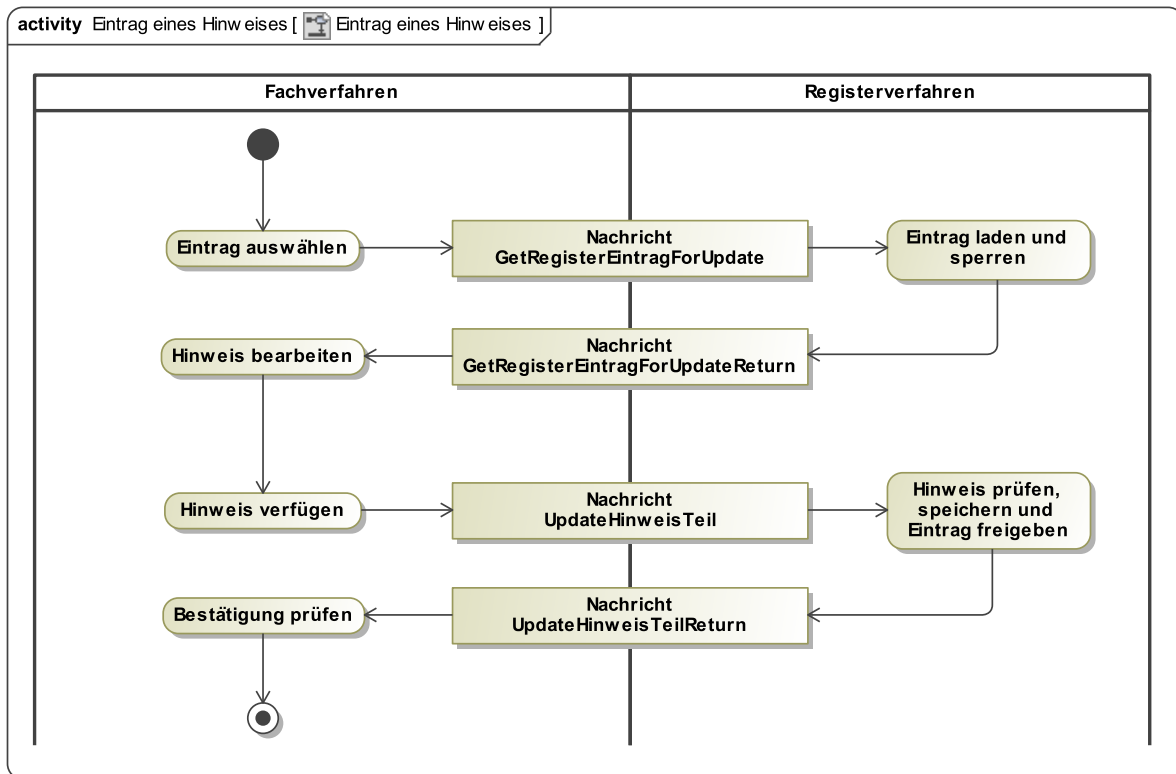 activity Eintrag eines Hinweises [ Eintrag eines Hinweises ]
Fachverfahren
Registerverfahren
Eintrag auswählen
Nachricht
GetRegisterEintragForUpdate
Eintrag laden und
sperren
Hinweis bearbeiten
Nachricht
GetRegisterEintragForUpdateReturn
Hinweis verfügen
Nachricht
UpdateHinweisTeil
Hinweis prüfen,
speichern und
Eintrag freigeben
Bestätigung prüfen
Nachricht
UpdateHinweisTeilReturn